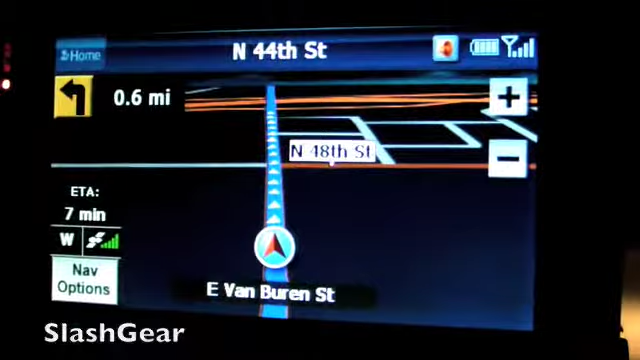 Home
N 44th St
0.6 mi
+
N 48th St
-
ETA:
7 min
W
Nav
Options
E Van Buren St
SlashGear